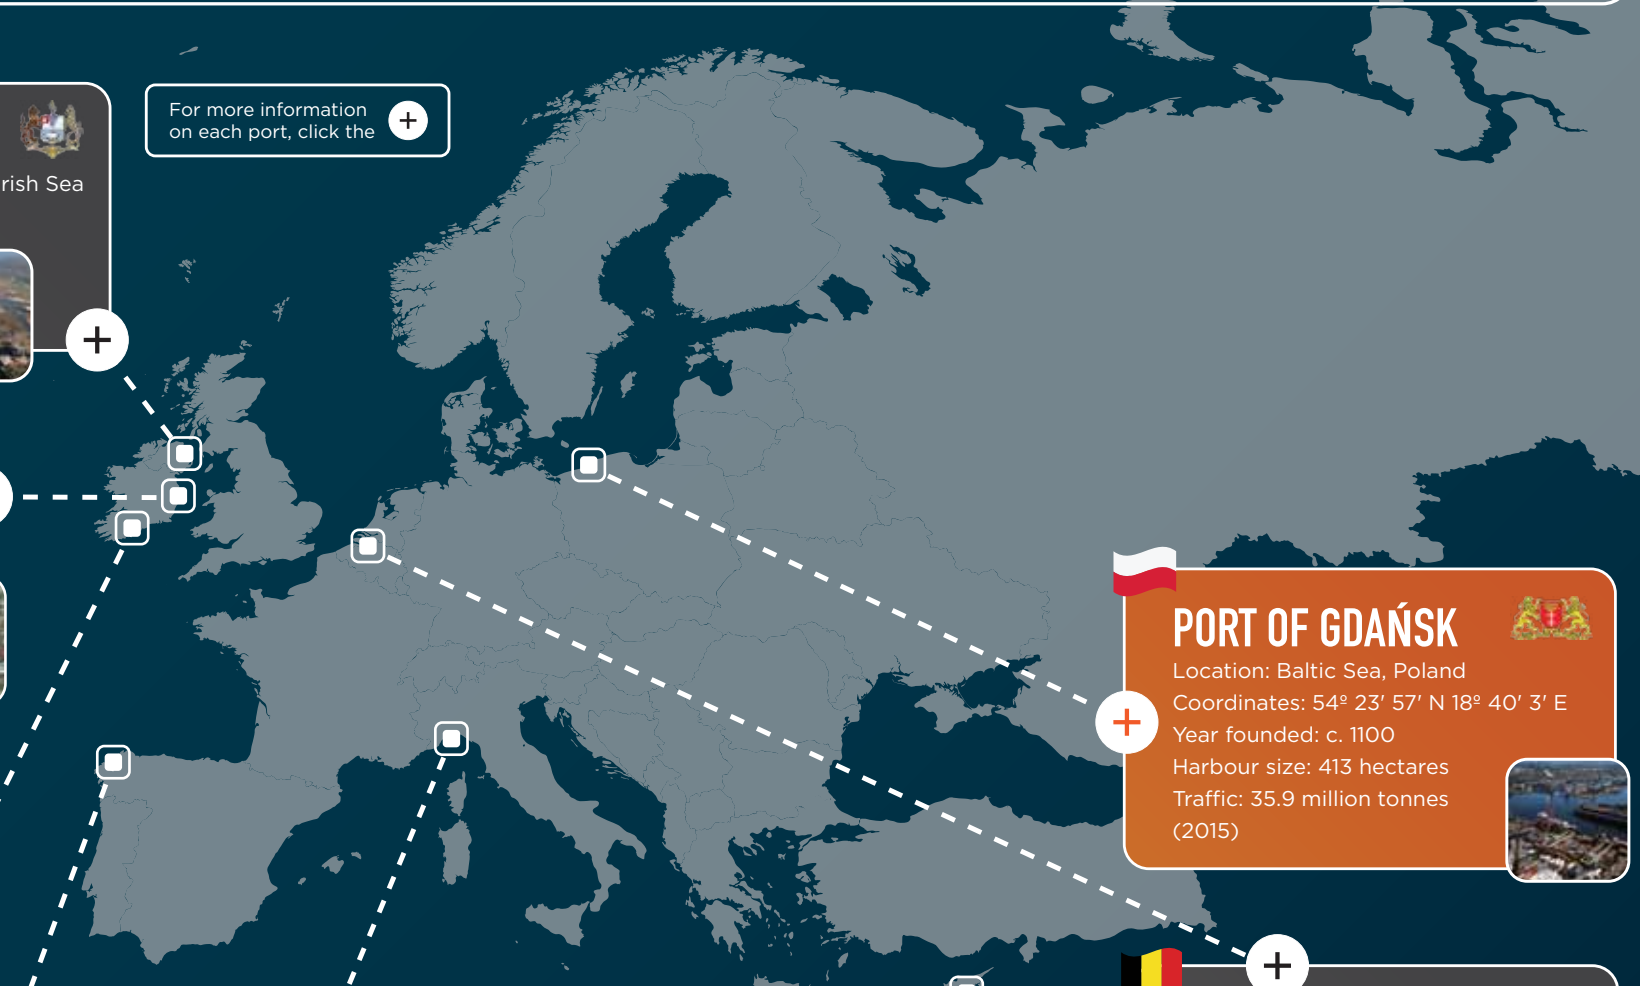 For more information
on each port, click the
rish Sea
PORT OF GDAŃSK
Location: Baltic Sea, Poland
Coordinates: 54º 23' 57' N 18º 40' 3' E
Year founded: c. 1100
Harbour size: 413 hectares
Traffic: 35.9 million tonnes
(2015)